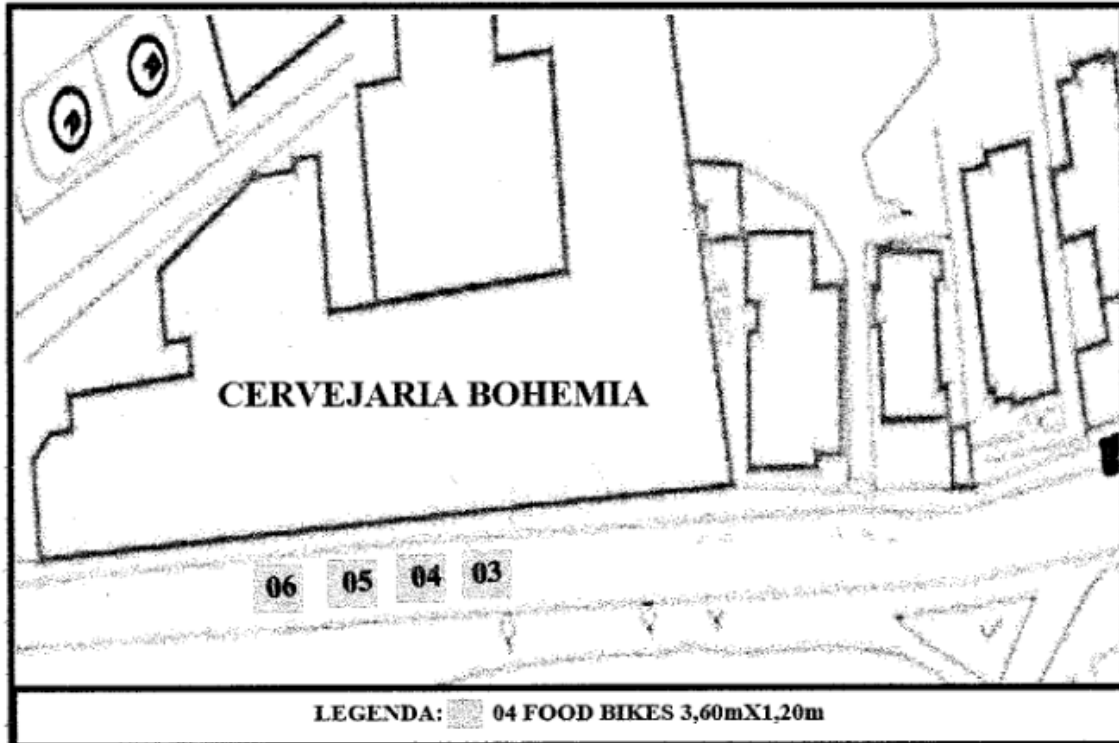 CERVEJARIA BOHEMIA
06 05 04 03
LEGENDA: 04 FOOD BIKES 3,60mX1,20m